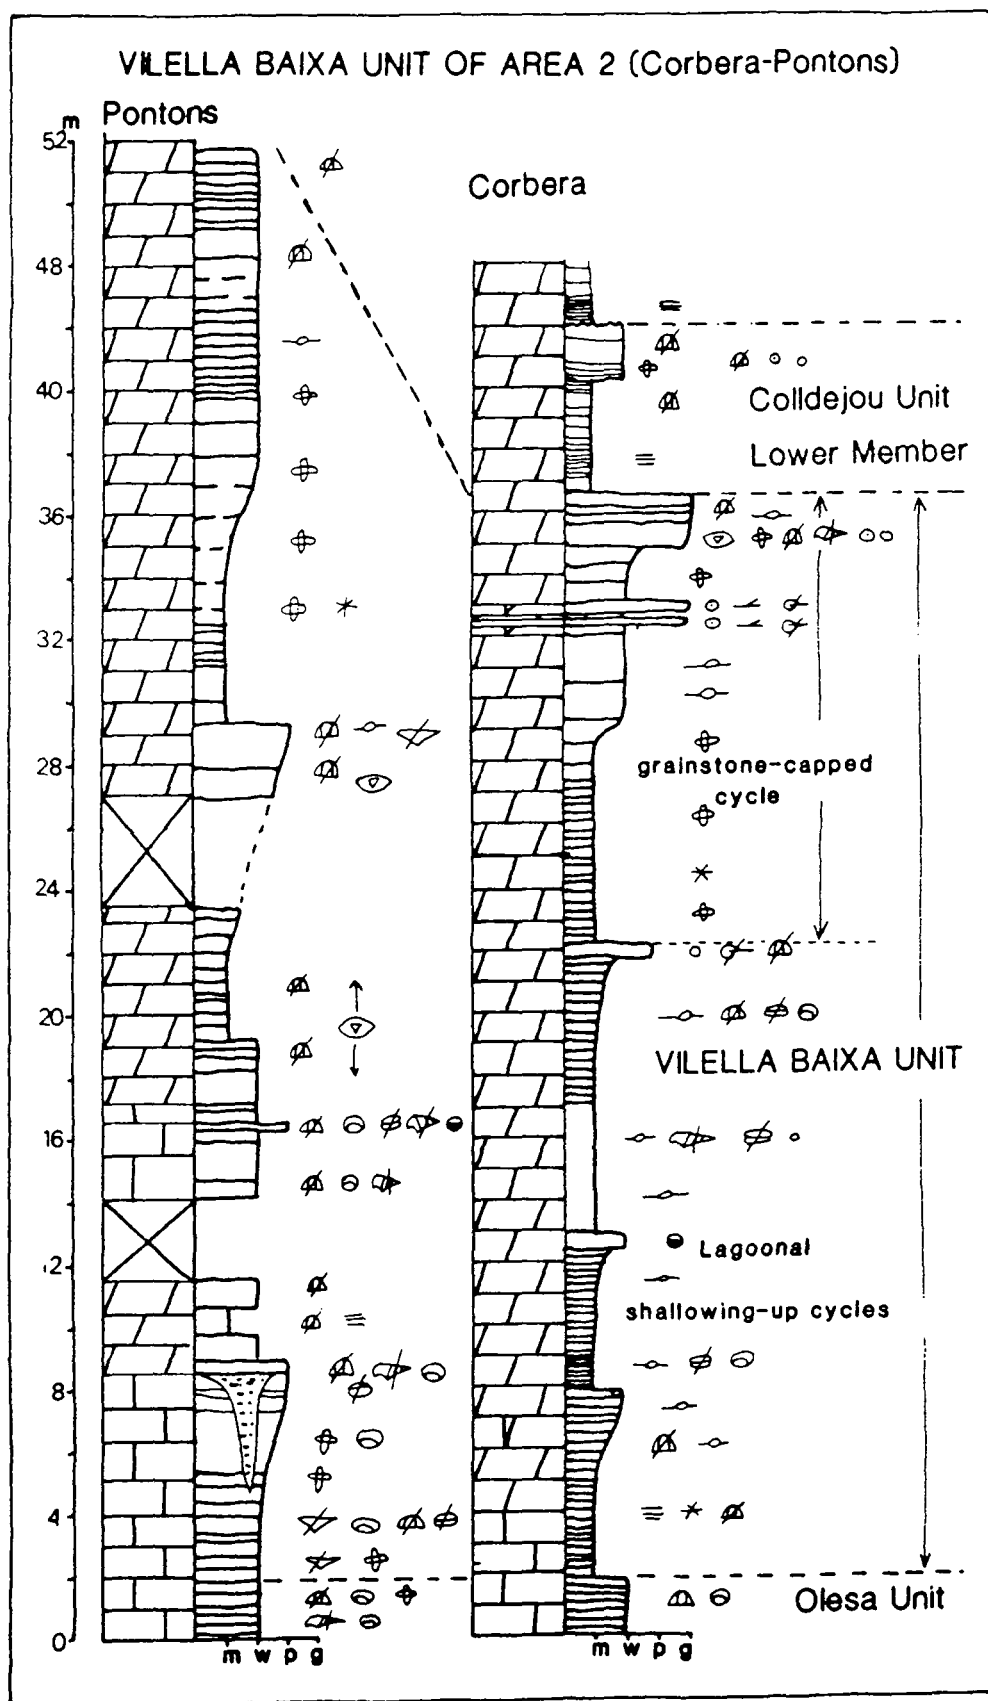 VILELLA BAIXA UNIT OF AREA 2 (Corbera-Pontons)
m Pontons
Corbera
52
48
40
36
32
28
24
20
16
.2
8
4
0
m w p g
Colldejou Unit
Lower Member
grainstone-capped
cycle
VILELLA BAIXA UNIT
Lagoonal
shallowing-up cycles
Olesa Unit
m w p g